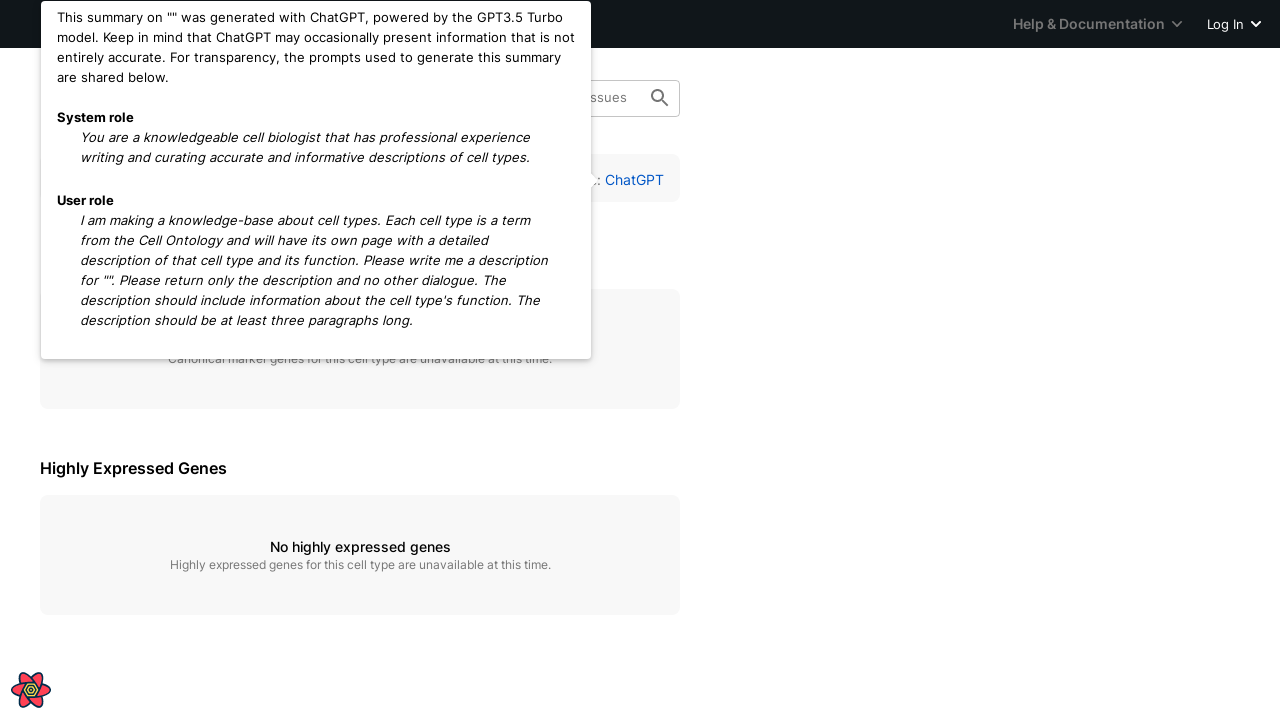 Help & Documentation
Log In
This summary on "" was generated with ChatGPT, powered by the GPT3.5 Turbo
model. Keep in mind that ChatGPT may occasionally present information that is not
entirely accurate. For transparency, the prompts used to generate this summary
are shared below.
System role
You are a knowledgeable cell biologist that has professional experience
writing and curating accurate and informative descriptions of cell types.
User role
I am making a knowledge-base about cell types. Each cell type is a term
from the Cell Ontology and will have its own page with a detailed
description of that cell type and its function. Please write me a description
for "". Please return only the description and no other dialogue. The
description should include information about the cell type's function. The
description should be at least three paragraphs long.
ssues
: ChatGPT
Canonical marker genes for this cell type are unavailable at this time.
Highly Expressed Genes
No highly expressed genes
Highly expressed genes for this cell type are unavailable at this time.